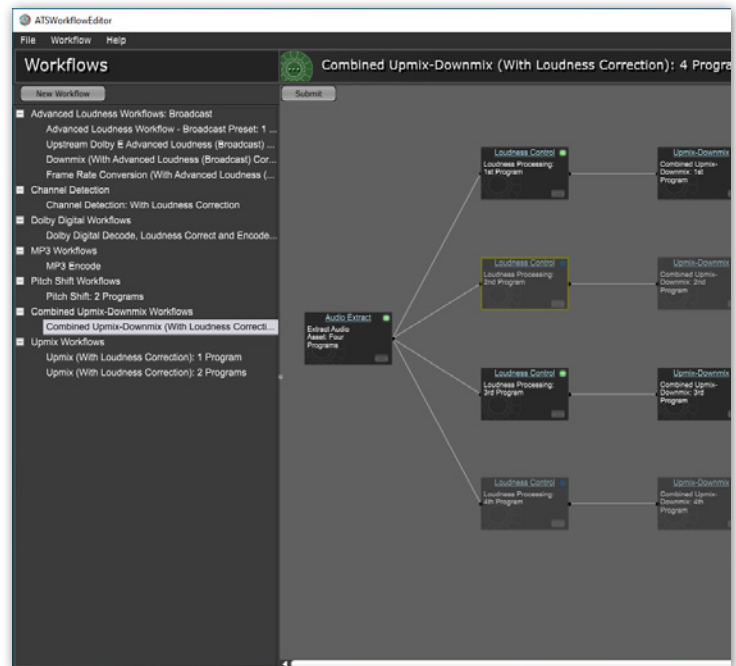 ATSWorkflowEditor
File Workflow Help
Workflows
Combined Upmix-Downmix (With Loudness Correction): 4 Progra
New Workflow
Submit
Advanced Loudness Workflows: Broadcast
Advanced Loudness Workflow - Broadcast Preset: 1 ...
Upstream Dolby E Advanced Loudness (Broadcast) ...
Downmix (With Advanced Loudness (Broadcast) Cor...
Frame Rate Conversion (With Advanced Loudness (...
Channel Detection
Channel Detection: With Loudness Correction
Dolby Digital Workflows
Dolby Digital Decode, Loudness Correct and Encode...
MP3 Workflows
MP3 Encode
Pitch Shift Workflows
Pitch Shift: 2 Programs
Combined Upmix-Downmix Workflows
Combined Upmix-Downmix (With Loudness Correcti...
Upmix Workflows
Upmix (With Loudness Correction): 1 Program
Upmix (With Loudness Correction): 2 Programs
Audio Extract
Extract Audio
Asset: Four
Programs
Loudness Control
Loudness Processing:
1st Program
Upmix-Downmix
Combined Upmix-
Downmix: 1st
Program
Loudness Control
Loudness Processing:
2nd Program
Upmix-Downmix
Combined Upmix-
Downmix: 2nd
Program
Loudness Control
Loudness Processing:
3rd Program
Upmix-Downmix
Combined Upmix-
Downmix: 3rd
Program
Loudness Control
Loudness Processing:
4th Program
Upmix-Downmix
Combined Upmix-
Downmix: 4th
Program